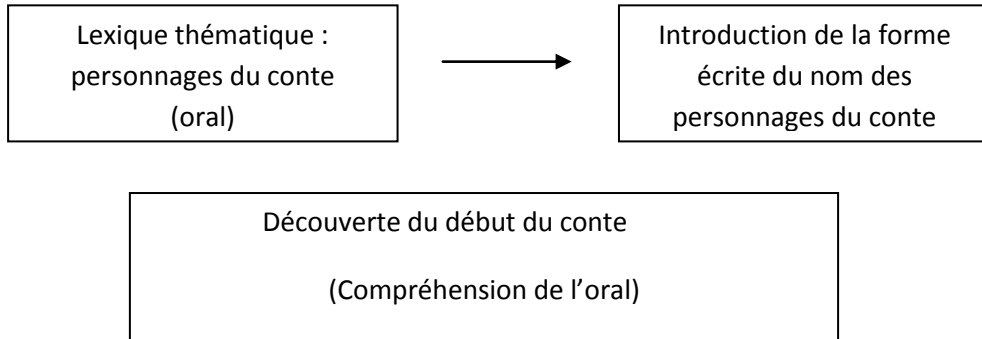 Lexique thématique :
personnages du conte
(oral)
Introduction de la forme
écrite du nom des
personnages du conte
Découverte du début du conte
(Compréhension de l’oral)